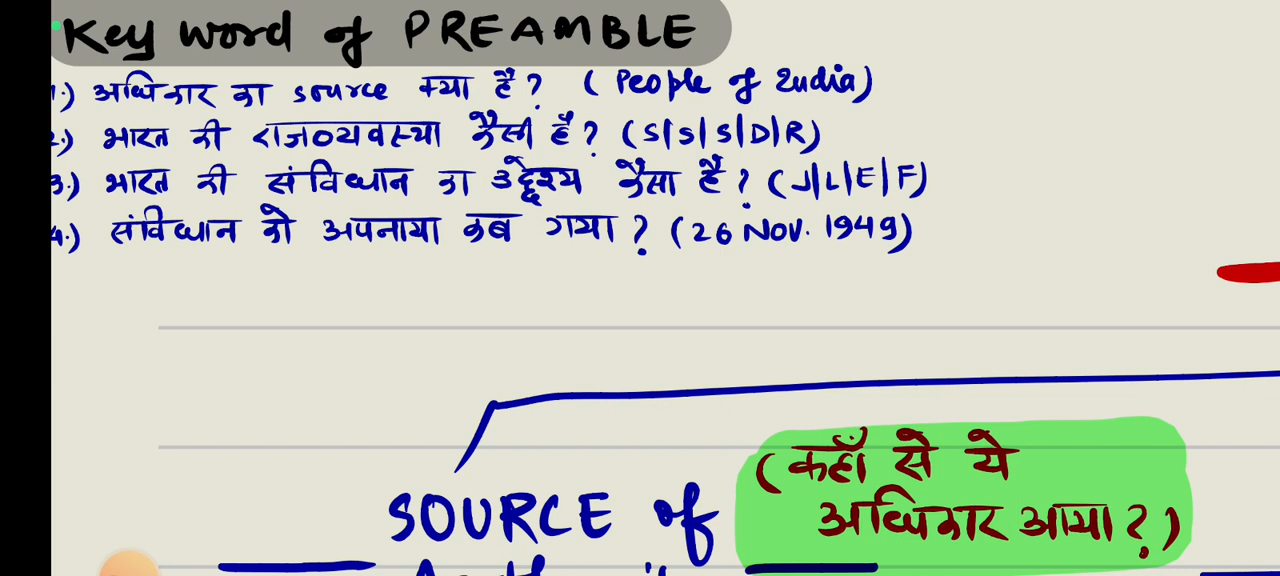 Key word of PREAMBLE
1.) अधिकार का source क्या है? (People of India)
2.) भारत की राजव्यवस्था कैसी है? (S|S|S|D|R)
3.) भारत की संविधान का उद्देश्य कैसा है? (J|L|E|F)
4.) संविधान को अपनाया कब गया? (26 Nov. 1949)
(कहाँ से ये
अधिकार आया?)
SOURCE of